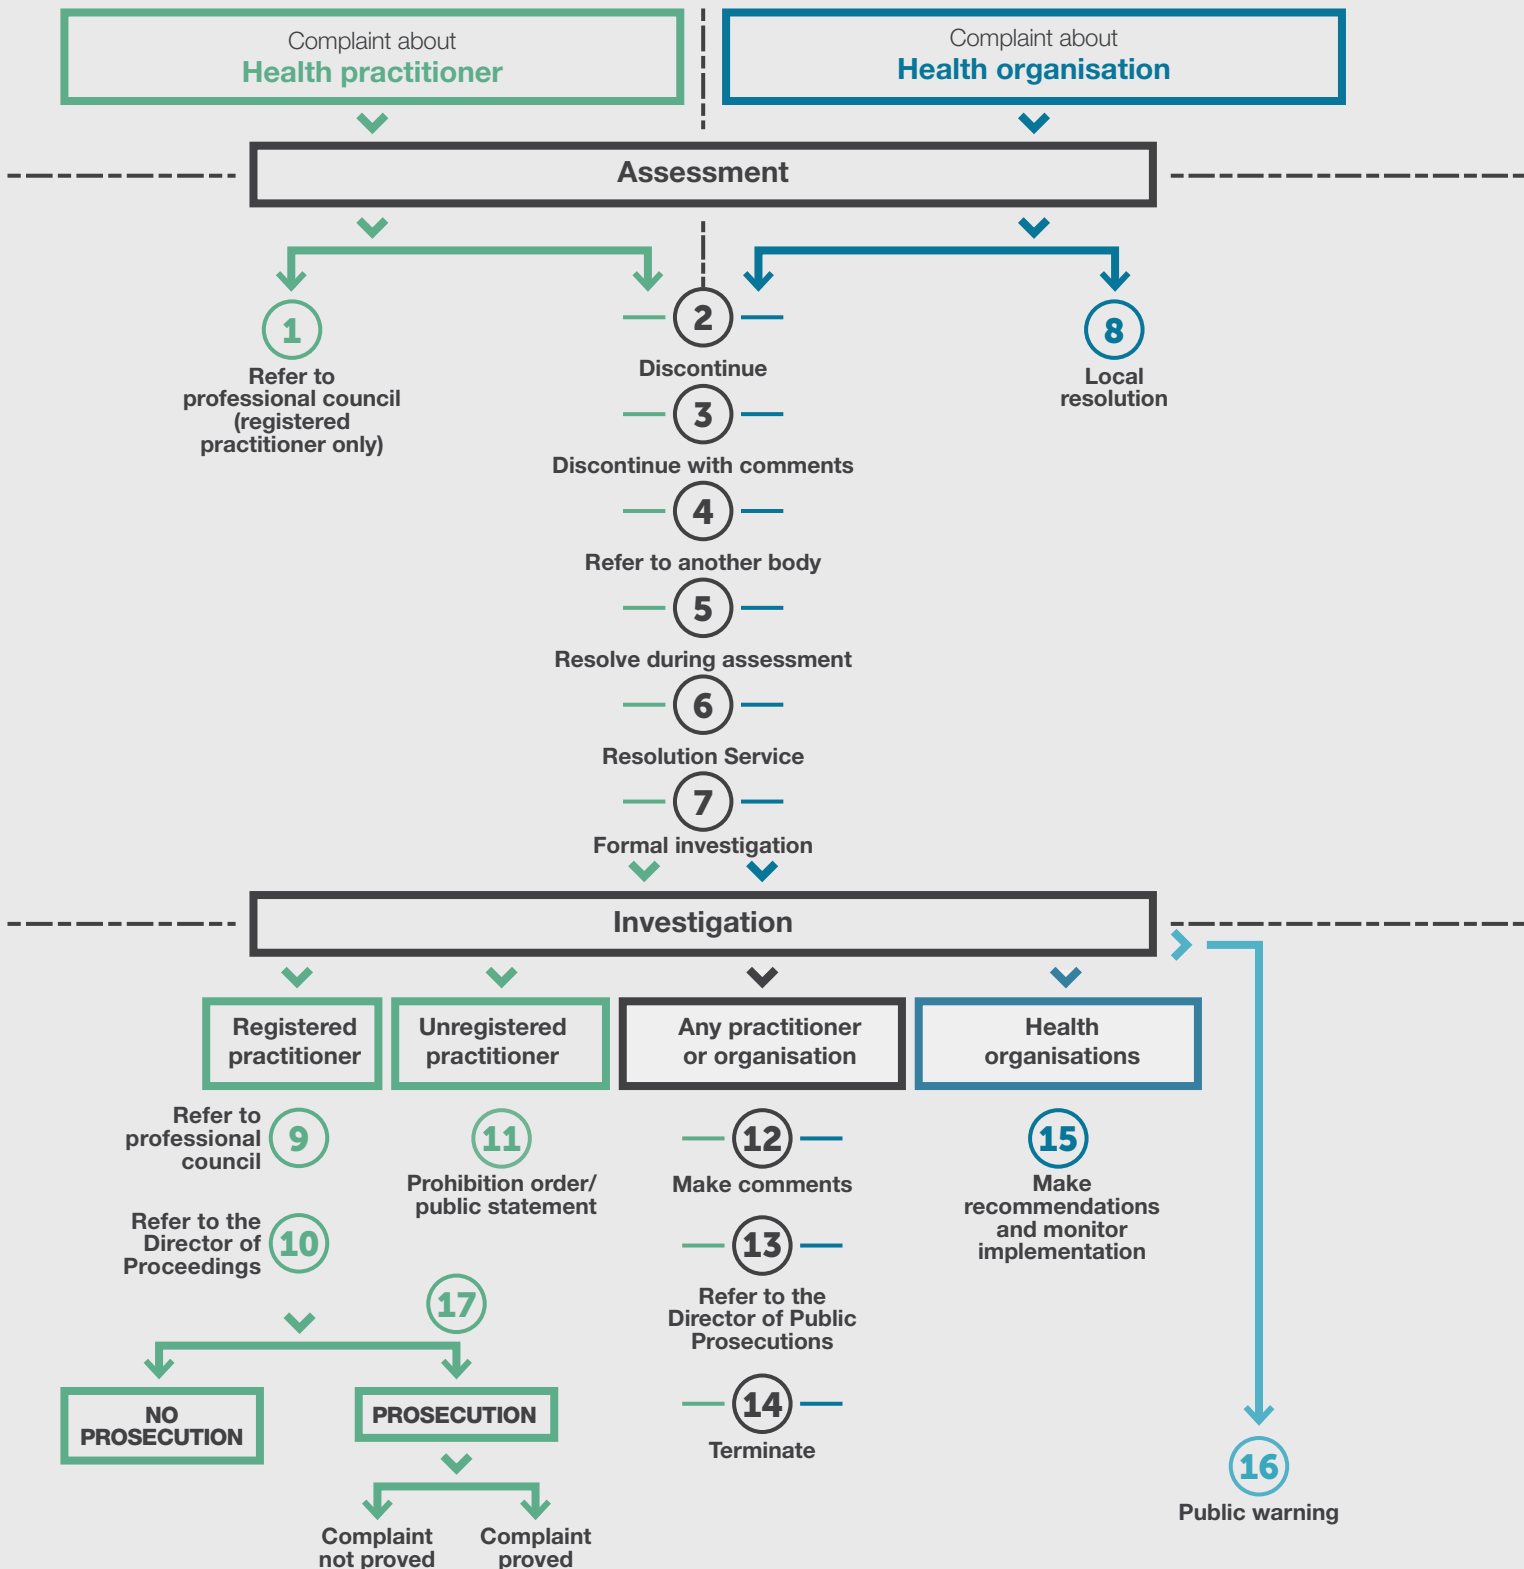 Complaint about
Health practitioner
Complaint about
Health organisation
Assessment
1
Refer to
professional council
(registered
practitioner only)
2
Discontinue
3
Discontinue with comments
4
Refer to another body
5
Resolve during assessment
6
Resolution Service
7
Formal investigation
8
Local
resolution
Investigation
Registered
practitioner
Unregistered
practitioner
Any practitioner
or organisation
Health
organisations
Refer to
professional
council
9
Refer to the
Director of
Proceedings
10
11
Prohibition order/
public statement
12
Make comments
13
Refer to the
Director of Public
Prosecutions
14
Terminate
15
Make
recommendations
and monitor
implementation
16
Public warning
17
NO
PROSECUTION
PROSECUTION
Complaint
not proved
Complaint
proved